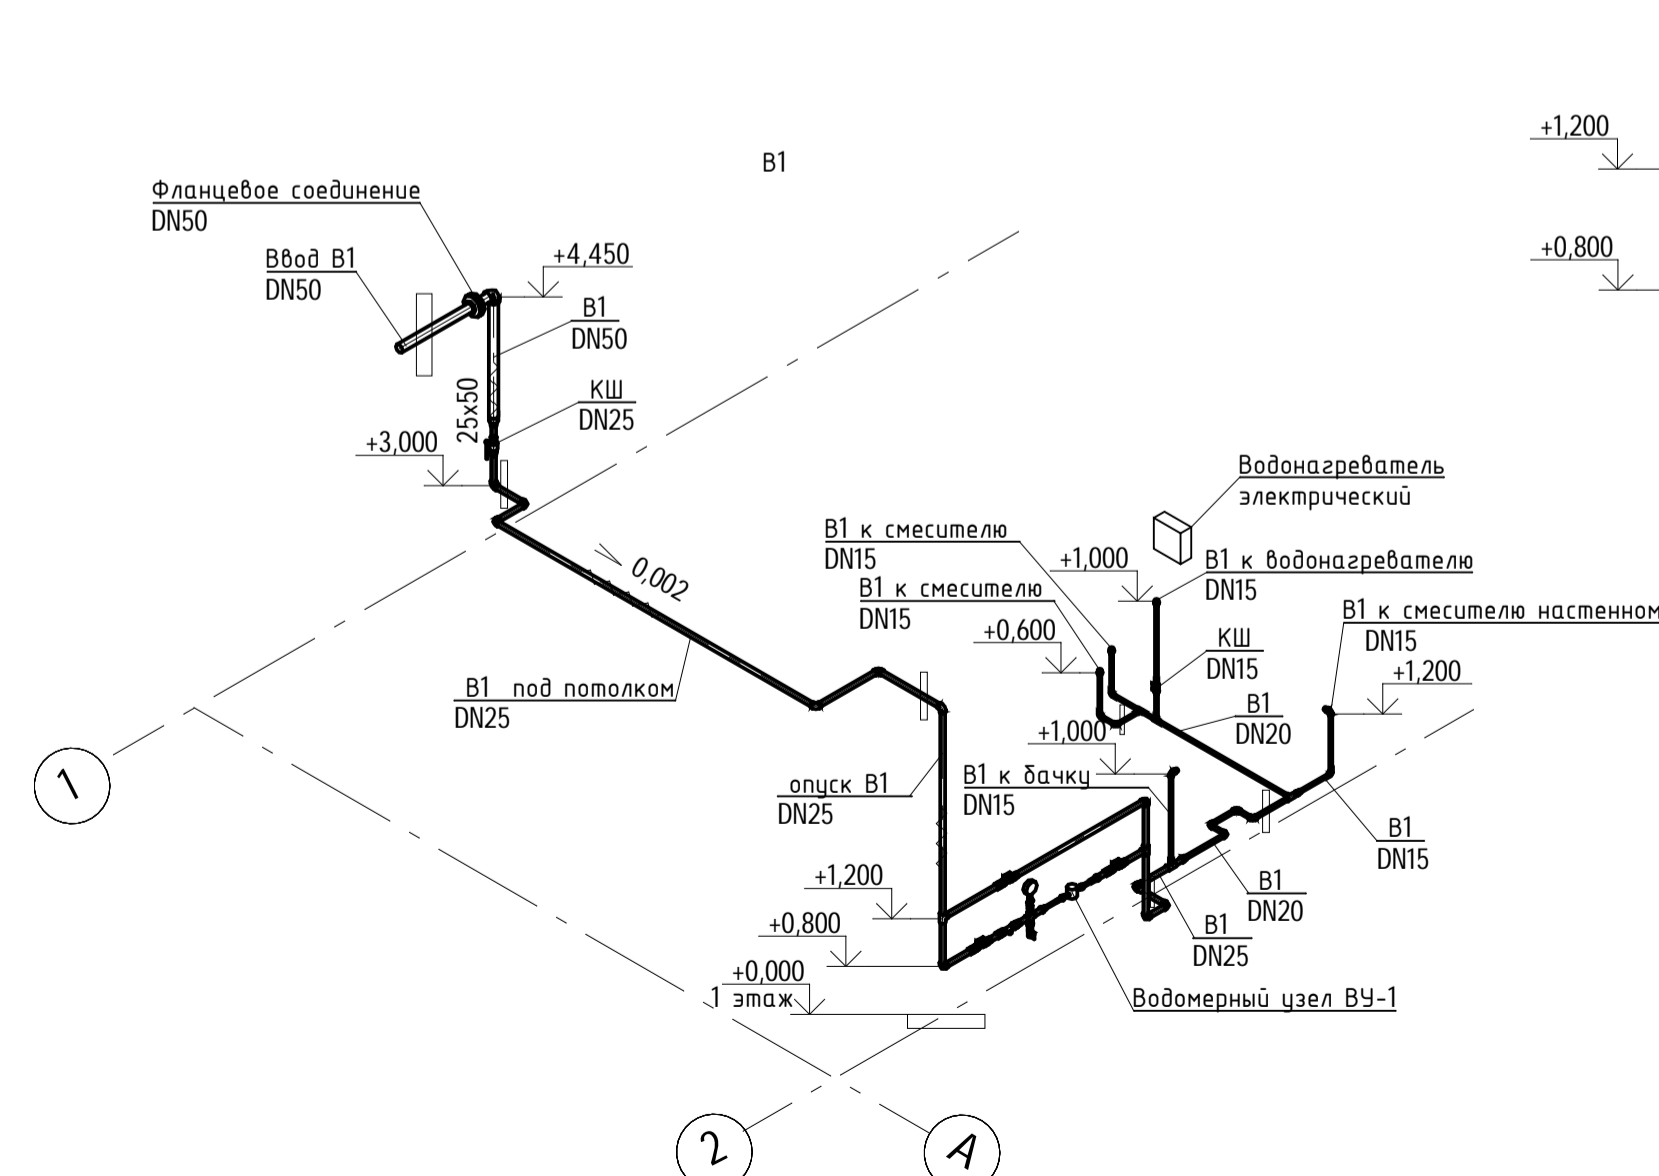 В1
+1,200
Фланцевое соединение
DN50
+0,800
Ввод В1
DN50
+4,450
В1
DN50
25х50
КШ
DN25
+3,000
Водонагреватель
электрический
В1 к смесителю
DN15
+1,000
В1 к водонагревателю
DN15
0,002
В1 к смесителю
DN15
В1 к смесителю настенном
DN15
+0,600
КШ
DN15
+1,200
В1 под потолком
DN25
В1
DN20
+1,000
1
опуск В1
DN25
В1 к бачку
DN15
В1
DN15
+1,200
В1
DN20
+0,800
В1
DN25
+0,000
1 этаж
Водомерный узел ВУ-1
2
А